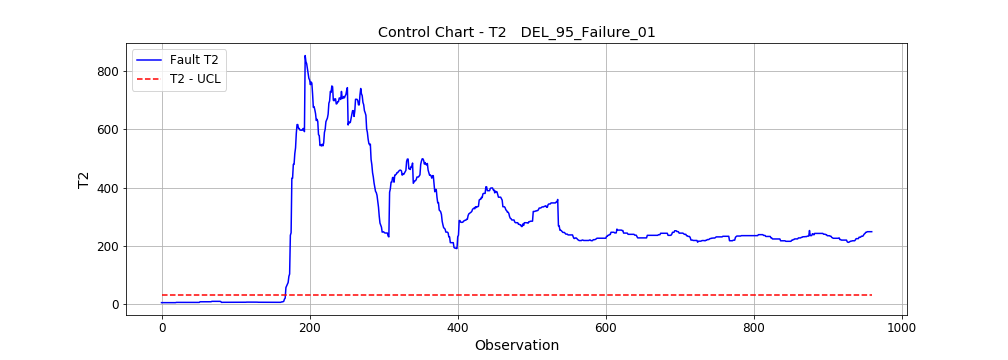 Control Chart - T2   DEL_95_Failure_01
Fault T2
T2 - UCL
T2
800
600
400
200
0
0 200 400 600 800 1000
Observation